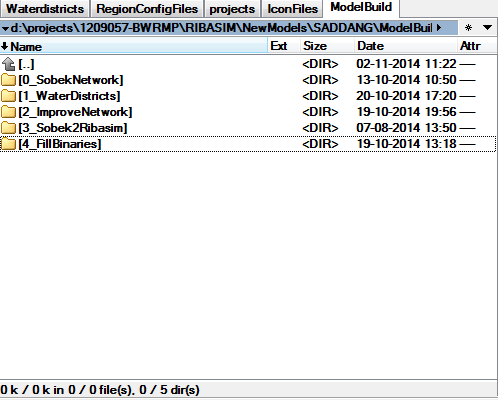 Waterdistricts RegionConfigFiles projects IconFiles ModelBuild
d:\projects\1209057-BWRMP\RIBASIM\NewModels\SADDANG\ModelBuil * ▼
Name Ext Size Date Attr
[..] <DIR> 02-11-2014 11:22 ----
[0_SobekNetwork] <DIR> 13-10-2014 10:50 ----
[1_WaterDistricts] <DIR> 20-10-2014 17:20 ----
[2_ImproveNetwork] <DIR> 19-10-2014 19:56 ----
[3_Sobek2Ribasim] <DIR> 07-08-2014 13:50 ----
[4_FillBinaries] <DIR> 19-10-2014 13:18 ----
0 k / 0 k in 0 / 0 file(s), 0 / 5 dir(s)